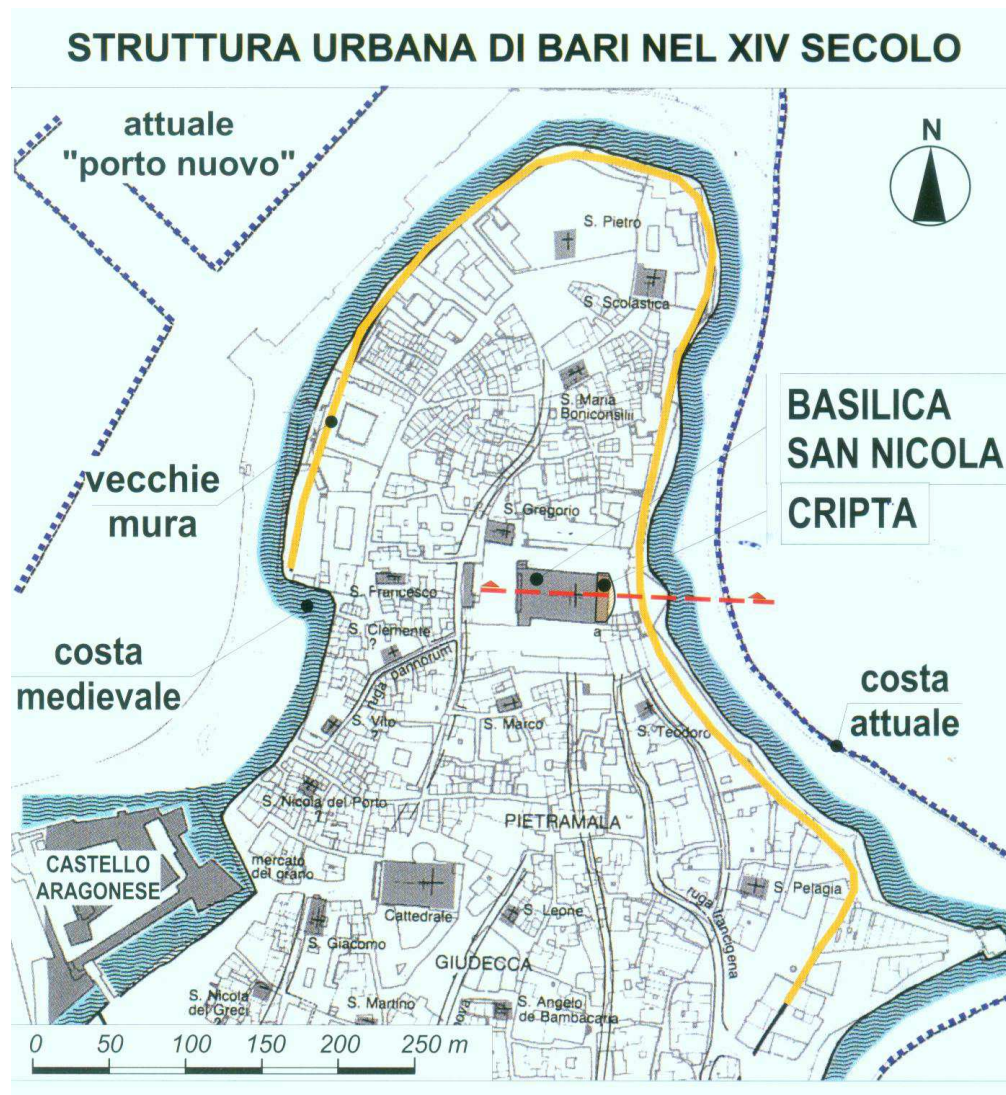 STRUTTURA URBANA DI BARI NEL XIV SECOLO
attuale
"porto nuovo"
N
S. Pietro
S. Scolastica
S. Maria
Boniconsilii
BASILICA
SAN NICOLA
CRIPTA
vecchie
mura
S. Gregorio
S. Francesco
S. Clemente
?
a
ruga pannorum
costa
medievale
S. Vito
?
S. Marco
S. Teodoro
costa
attuale
S. Nicola del Porto
?
PIETRAMALA
CASTELLO
ARAGONESE
mercato
del grano
Cattedrale
S. Pelagia
ruga francigena
S. Leone
S. Giacomo
GIUDECCA
S. Nicola
dei Greci
?
S. Martino
S. Angelo
de Bambacaria
0 50 100 150 200 250 m